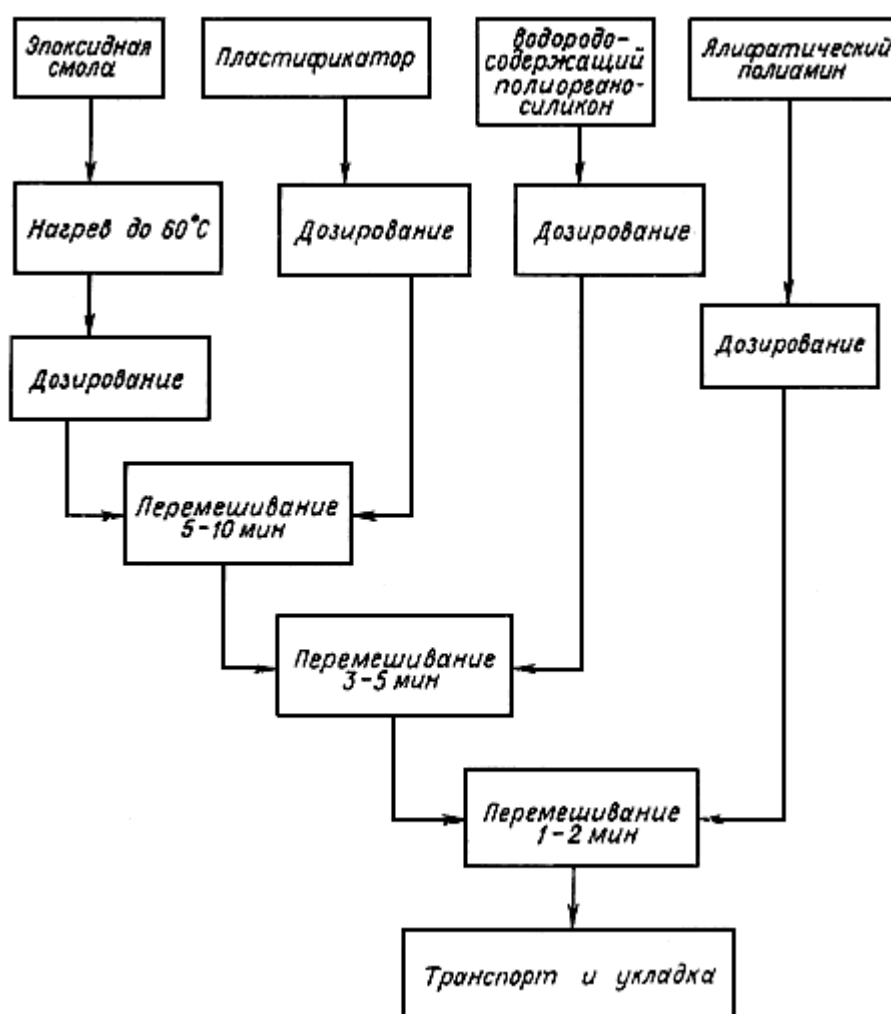 Эпоксидная
смола
Пластификатор
Водородо-
содержащий
полиоргано-
силикон
Алифатический
полиамин
Нагрев до 60°С
Дозирование
Дозирование
Дозирование
Дозирование
Перемешивание
5-10 мин
Перемешивание
3-5 мин
Перемешивание
1-2 мин
Транспорт и укладка